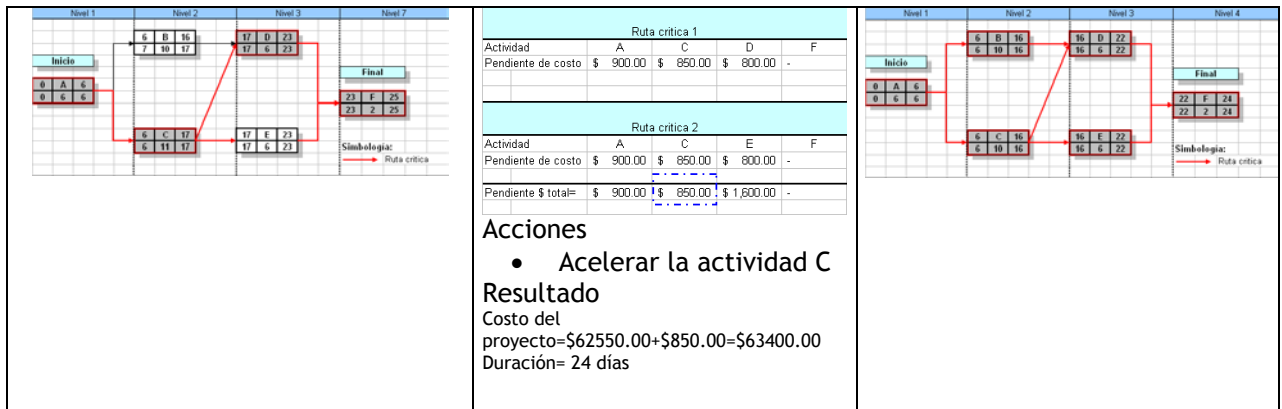 Nivel 1 Nivel 2 Nivel 3 Nivel 7
6 B 16 17 D 23
7 10 17 17 6 23
Inicio
Final
0 A 6
0 6 6
23 F 25
23 2 25
6 C 17 17 E 23
6 11 17 17 6 23
Simbología:
Ruta critica
Ruta critica 1
Actividad A C D F
Pendiente de costo $ 900.00 $ 850.00 $ 800.00 -
Ruta critica 2
Actividad A C E F
Pendiente de costo $ 900.00 $ 850.00 $ 800.00 -
Pendiente $ total= $ 900.00 $ 850.00 $ 1,600.00 -
Acciones
• Acelerar la actividad C
Resultado
Costo del
proyecto=$62550.00+$850.00=$63400.00
Duración= 24 días
Nivel 1 Nivel 2 Nivel 3 Nivel 4
6 B 16 16 D 22
6 10 16 16 6 22
Inicio
Final
0 A 6
0 6 6
22 F 24
22 2 24
6 C 16 16 E 22
6 10 16 16 6 22
Simbología:
Ruta critica